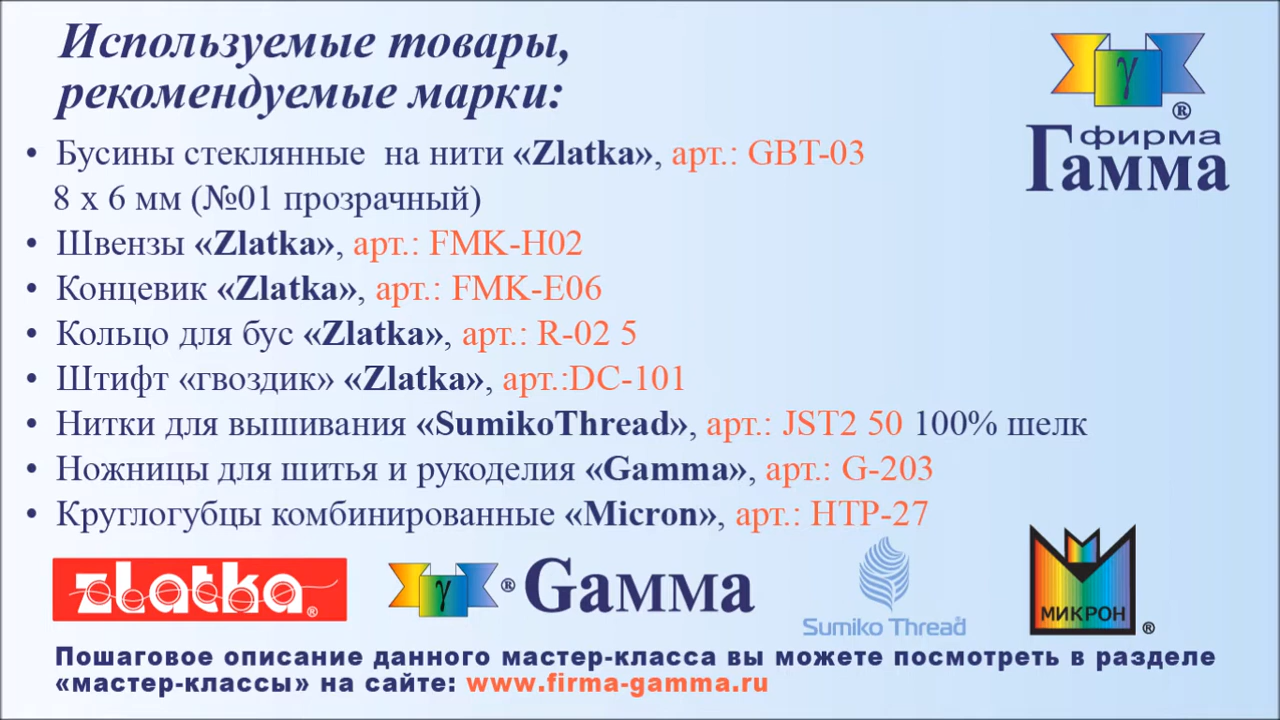 Используемые товары,
рекомендуемые марки:
γ
®
фирма
Гамма
• Бусины стеклянные на нити «Zlatka», арт.: GBT-03
8 х 6 мм (№01 прозрачный)
• Швензы «Zlatka», арт.: FMK-H02
• Концевик «Zlatka», арт.: FMK-E06
• Кольцо для бус «Zlatka», арт.: R-02 5
• Штифт «гвоздик» «Zlatka», арт.:DC-101
• Нитки для вышивания «SumikoThread», арт.: JST2 50 100% шелк
• Ножницы для шитья и рукоделия «Gamma», арт.: G-203
• Круглогубцы комбинированные «Micron», арт.: HTP-27
zlatka®
γ ® Gамма
Sumiko Thread
МИКРОН ®
Пошаговое описание данного мастер-класса вы можете посмотреть в разделе
«мастер-классы» на сайте: www.firma-gamma.ru